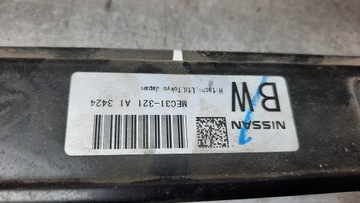 NISSAN
BW
MEC31-321 A1 3424
Hitachi,Ltd.Tokyo Japan